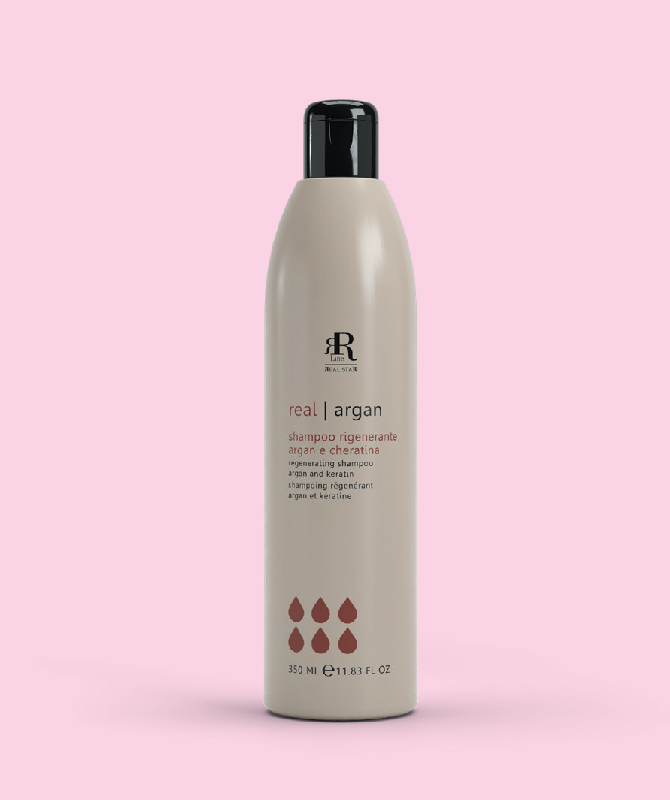 RR
Line
REAL STAR
real | argan
shampoo rigenerante
argan e cheratina
regenerating shampoo
argan and keratin
shampoing régénérant
argan et kératine
350 ML ℮ 11.83 FL OZ